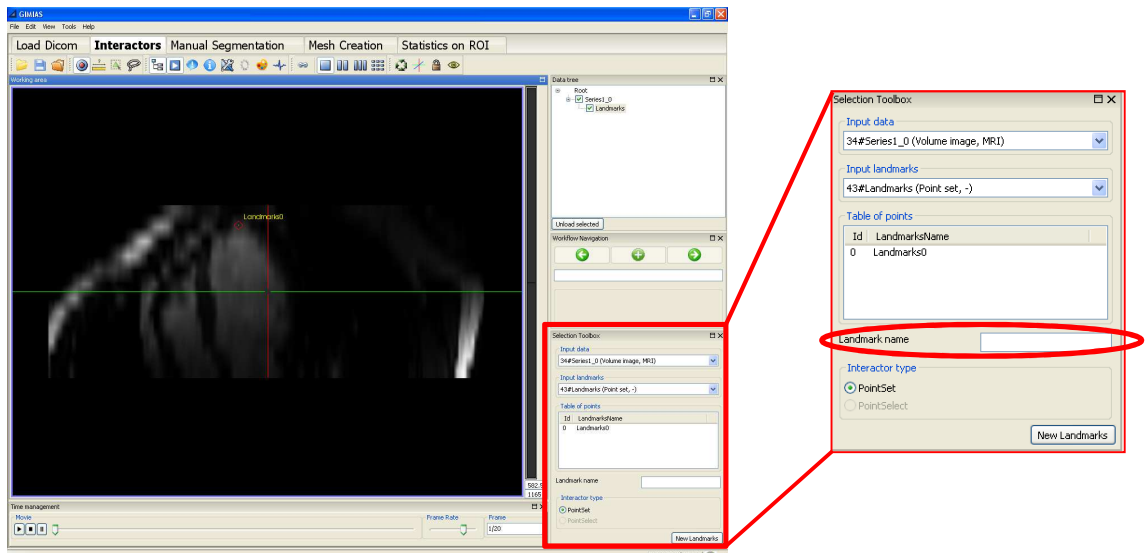 GIMIAS
File Edit View Tools Help
Load Dicom Interactors Manual Segmentation Mesh Creation Statistics on ROI
Working area
Data tree
Root
Series1_0
Landmarks
Landmarks0
Unload selected
Workflow Navigation
Selection Toolbox
Input data
34#Series1_0 (Volume image, MRI)
Input landmarks
43#Landmarks (Point set, -)
Table of points
Id LandmarksName
0 Landmarks0
Landmark name
Interactor type
PointSet
PointSelect
New Landmarks
1165
Time management
Movie
Frame Rate
Frame
1/20
Selection Toolbox
Input data
34#Series1_0 (Volume image, MRI)
Input landmarks
43#Landmarks (Point set, -)
Table of points
Id LandmarksName
0 Landmarks0
Landmark name
Interactor type
PointSet
PointSelect
New Landmarks